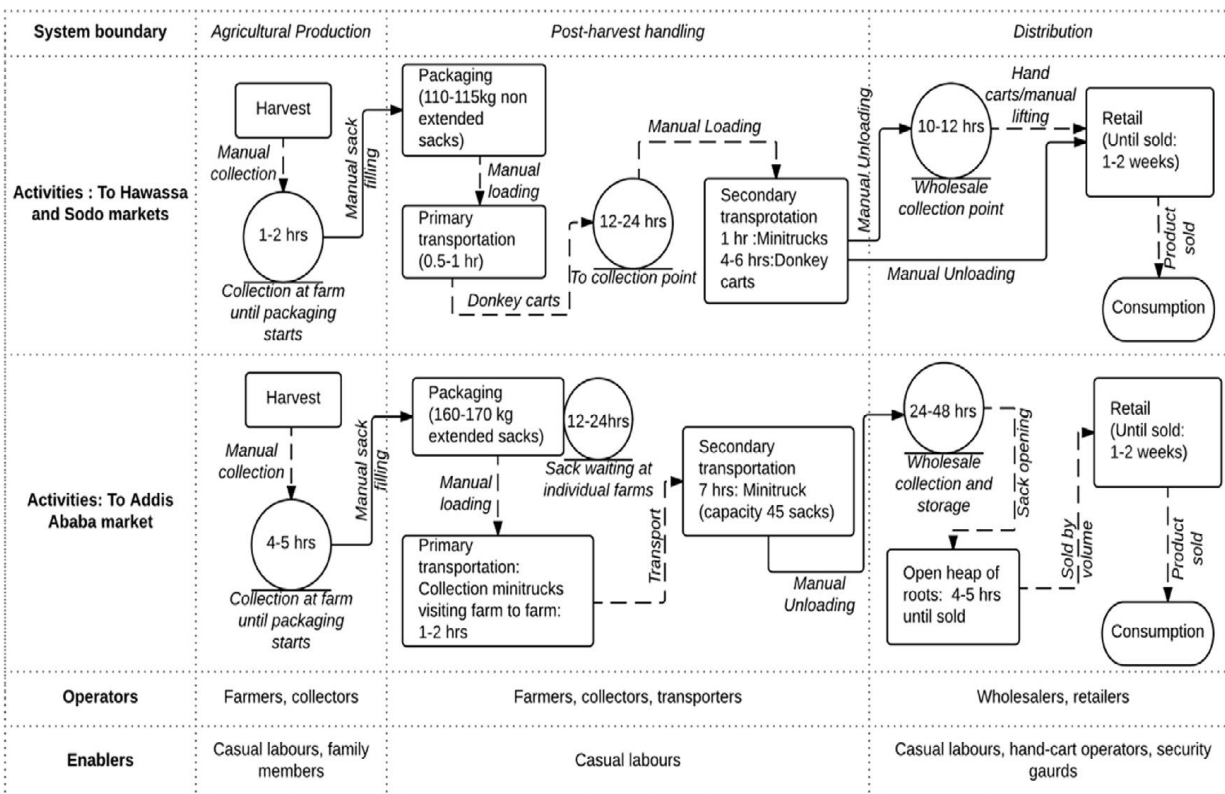 System boundary
Agricultural Production
Post-harvest handling
Distribution
Activities : To Hawassa
and Sodo markets
Harvest
Manual
collection
1-2 hrs
Collection at farm
until packaging
starts
Manual sack
filling
Packaging
(110-115kg non
extended
sacks)
Manual
loading
Primary
transportation
(0.5-1 hr)
Donkey carts
12-24 hrs
To collection point
Manual Loading
Secondary
transprotation
1 hr :Minitrucks
4-6 hrs:Donkey
carts
Manual Unloading
Manual Unloading
10-12 hrs
Wholesale
collection point
Hand
carts/manual
lifting
Retail
(Until sold:
1-2 weeks)
Product
sold
Consumption
Activities: To Addis
Ababa market
Harvest
Manual
collection
4-5 hrs
Collection at farm
until packaging
starts
Manual sack
filling
Packaging
(160-170 kg
extended sacks)
12-24hrs
Sack waiting at
individual farms
Manual
loading
Primary
transportation:
Collection minitrucks
visiting farm to farm:
1-2 hrs
Transport
Secondary
transportation
7 hrs: Minitruck
(capacity 45 sacks)
Manual
Unloading
24-48 hrs
Wholesale
collection and
storage
Sack opening
Open heap of
roots: 4-5 hrs
until sold
Sold by
volume
Retail
(Until sold:
1-2 weeks)
Product
sold
Consumption
Operators
Farmers, collectors
Farmers, collectors, transporters
Wholesalers, retailers
Enablers
Casual labours, family
members
Casual labours
Casual labours, hand-cart operators, security
gaurds